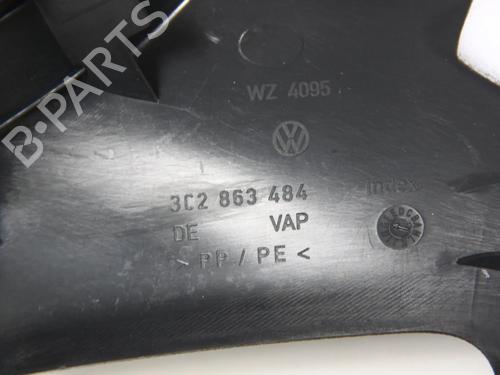 B-PARTS
WZ 4095
3C2 863 484
Index
DE VAP
> PP / PE <